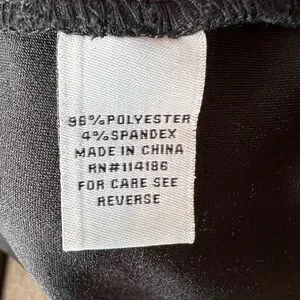 96%POLYESTER
4%SPANDEX
MADE IN CHINA
RN#114186
FOR CARE SEE
REVERSE